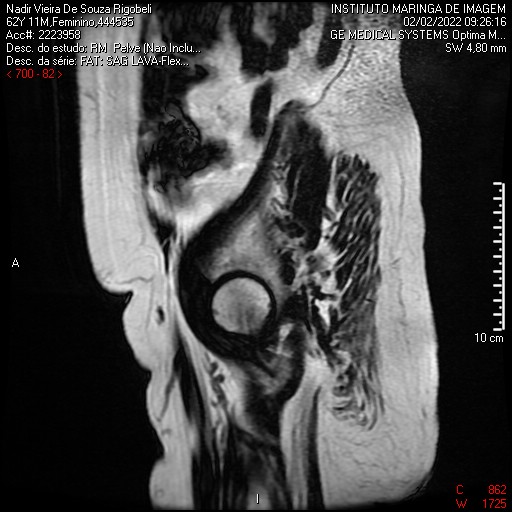 Nadir Vieira De Souza Rigobeli
62Y 11M,Feminino,444535
Acc#: 2223958
Desc. do estudo: RM  Pelve (Nao Inclu...
Desc. da série: FAT: SAG LAVA-Flex...
< 700 - 82 >
INSTITUTO MARINGA DE IMAGEM
02/02/2022 09:26:16
GE MEDICAL SYSTEMS Optima M...
SW 4,80 mm
A
10 cm
I
C 862
W 1725